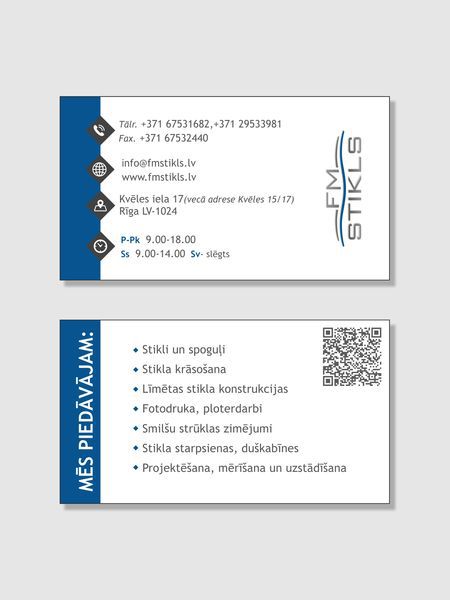 Tālr. +371 67531682,+371 29533981
Fax. +371 67532440
info@fmstikls.lv
www.fmstikls.lv
Kvēles iela 17(vecā adrese Kvēles 15/17)
Rīga LV-1024
P-Pk 9.00-18.00
Ss 9.00-14.00 Sv- slēgts
FM
STIKLS
MĒS PIEDĀVĀJAM:
Stikli un spoguļi
Stikla krāsošana
Līmētas stikla konstrukcijas
Fotodruka, ploterdarbi
Smilšu strūklas zīmējumi
Stikla starpsienas, duškabīnes
Projektēšana, mērīšana un uzstādīšana